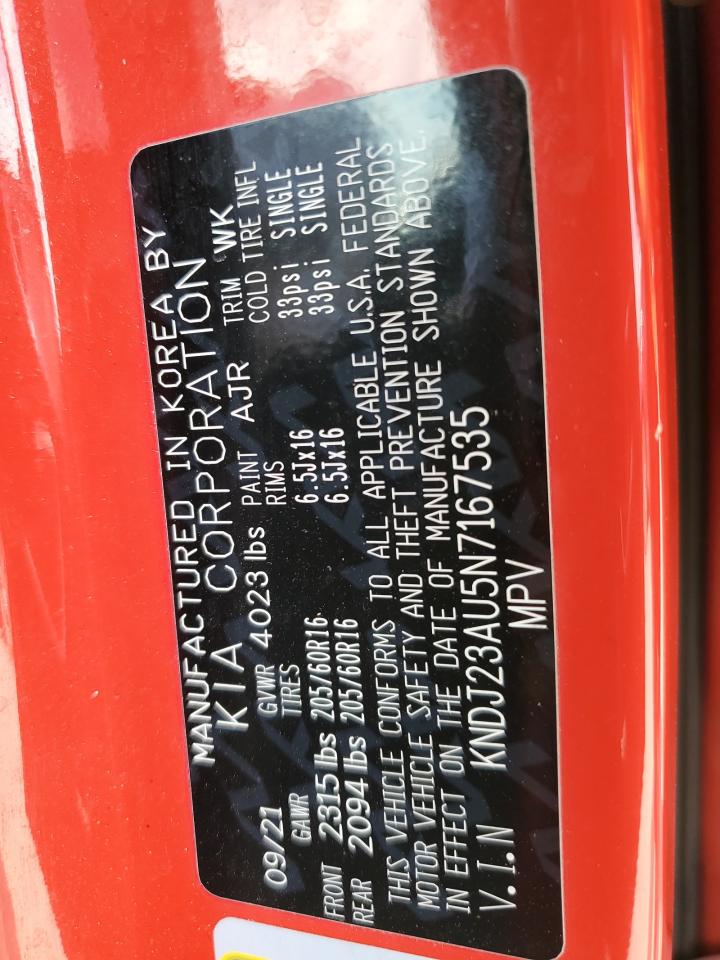 MANUFACTURED IN KOREA BY
KIA CORPORATION
09/21 GVWR 4023 lbs PAINT AJR TRIM WK
GAWR TIRES RIMS COLD TIRE INFL
FRONT 2315 lbs 205/60R16 6.5Jx16 33psi SINGLE
REAR 2094 lbs 205/60R16 6.5Jx16 33psi SINGLE
THIS VEHICLE CONFORMS TO ALL APPLICABLE U.S.A. FEDERAL
MOTOR VEHICLE SAFETY AND THEFT PREVENTION STANDARDS
IN EFFECT ON THE DATE OF MANUFACTURE SHOWN ABOVE.
V.I.N KNDJ23AU5N7167535
MPV